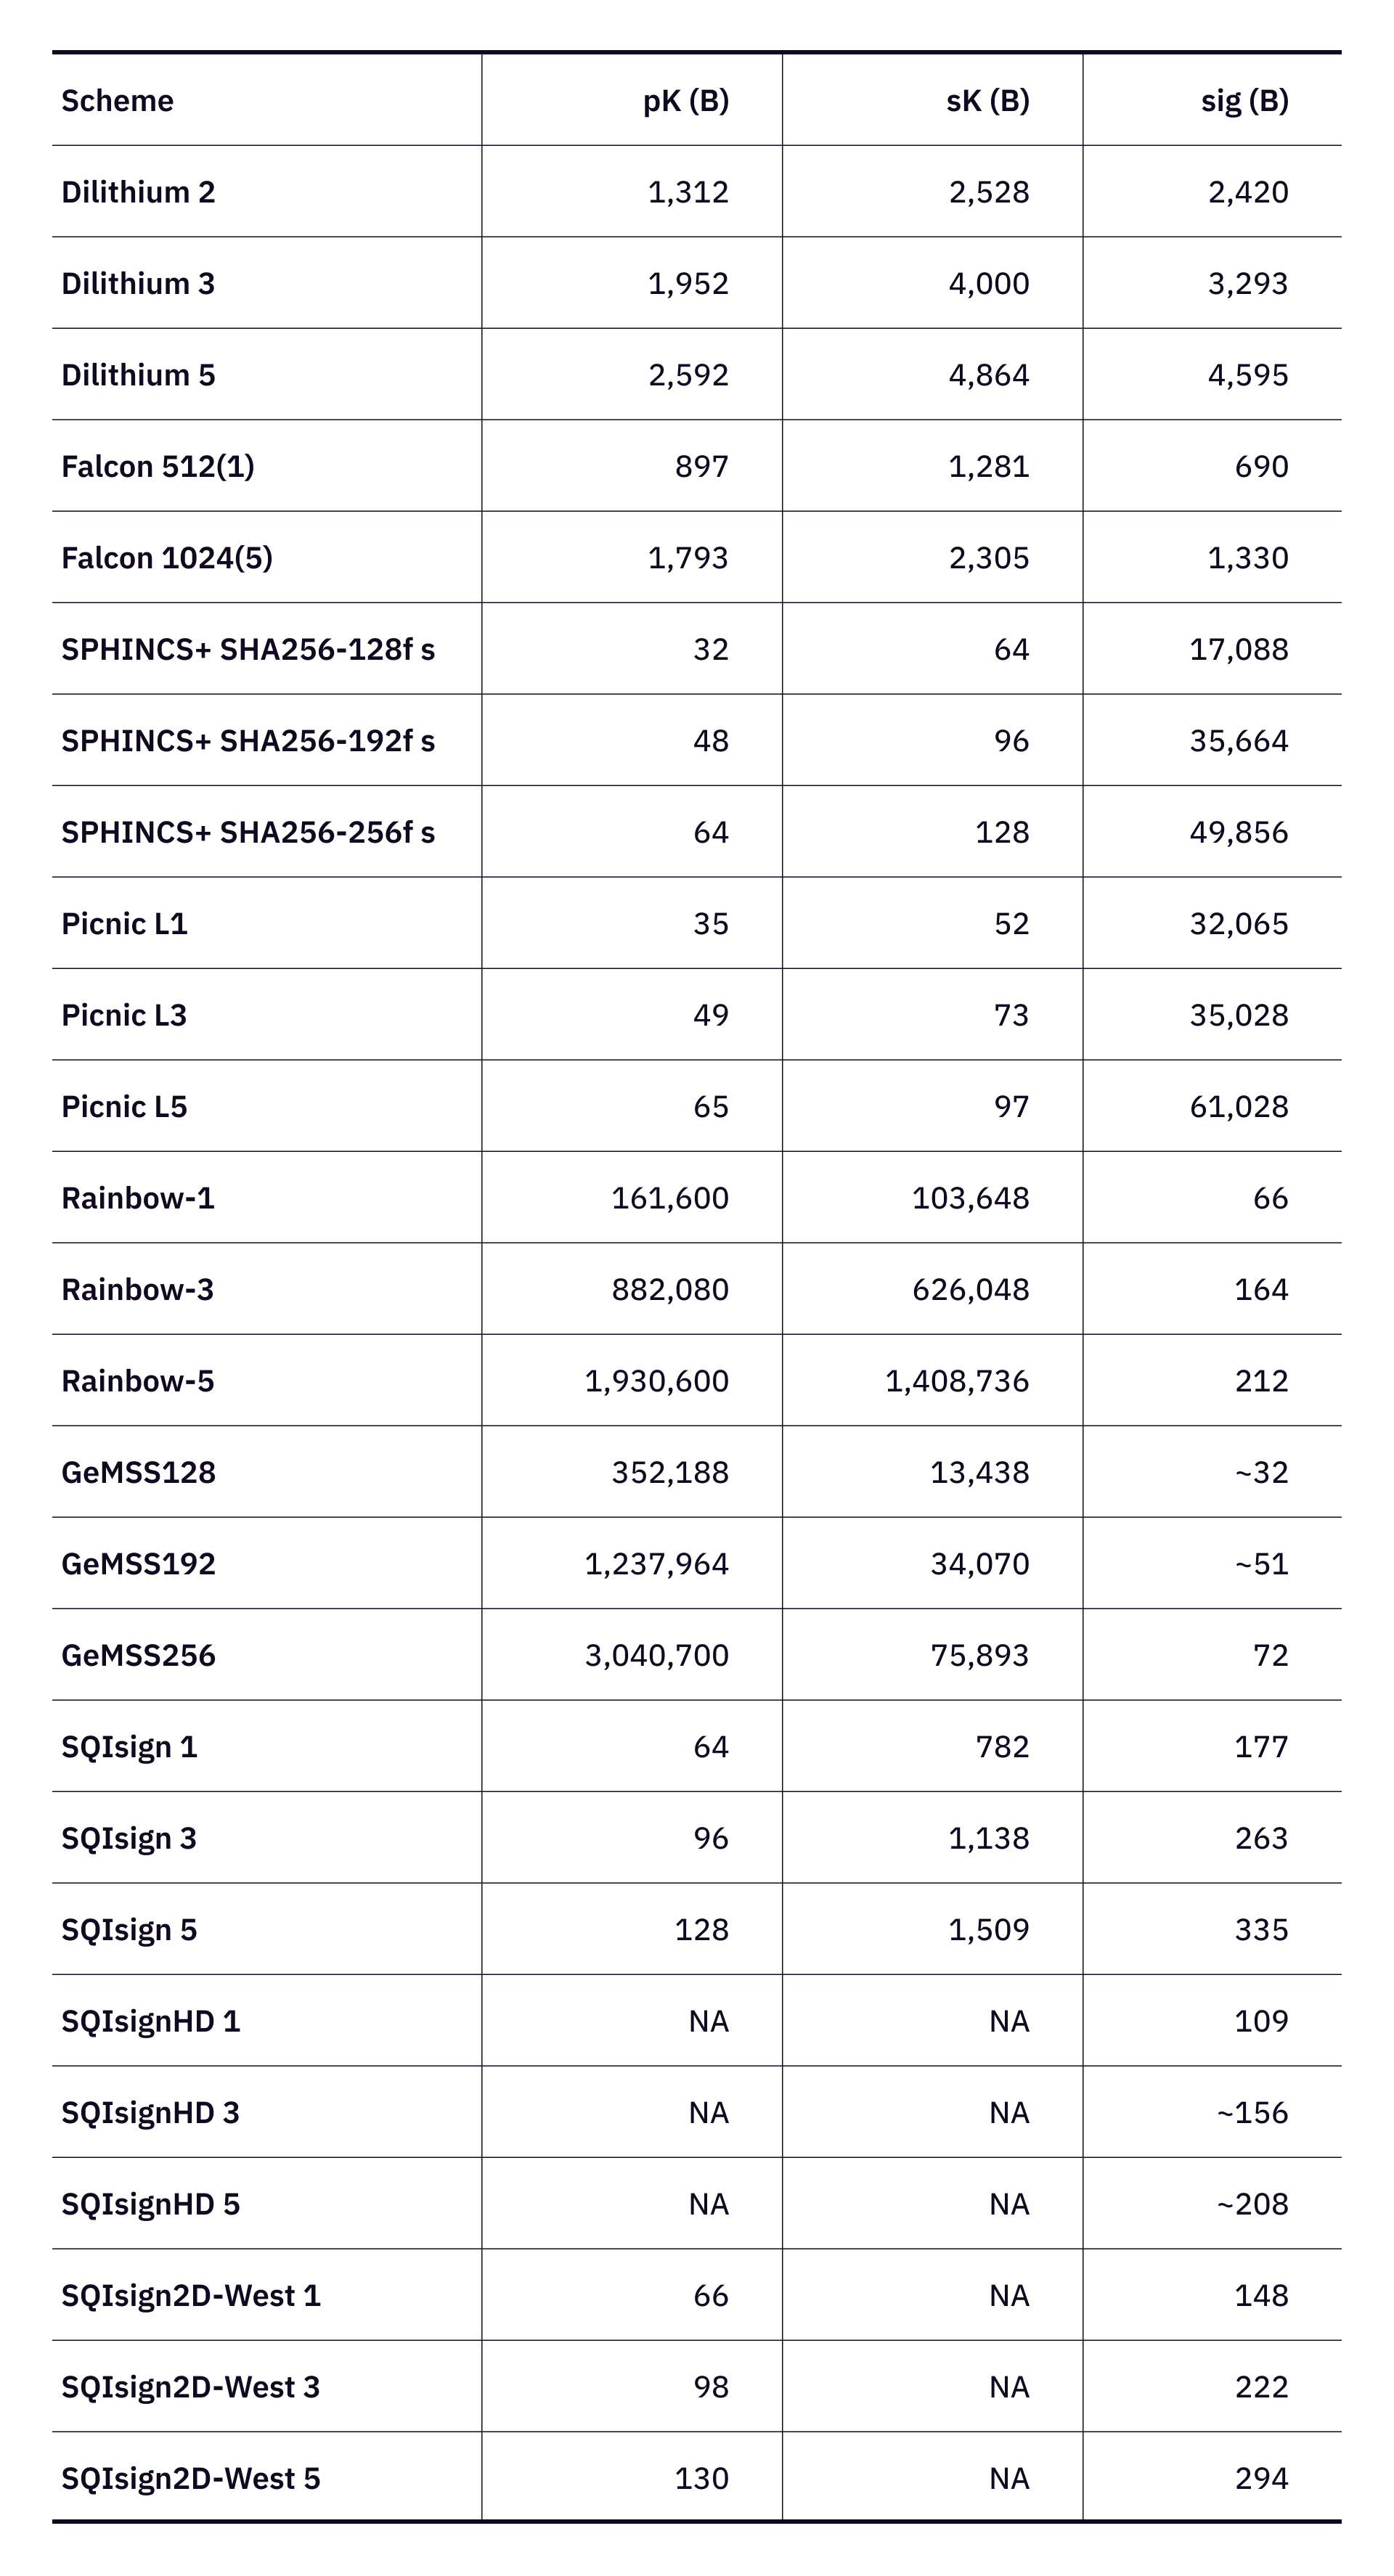 Scheme pK (B) sK (B) sig (B)
Dilithium 2 1,312 2,528 2,420
Dilithium 3 1,952 4,000 3,293
Dilithium 5 2,592 4,864 4,595
Falcon 512(1) 897 1,281 690
Falcon 1024(5) 1,793 2,305 1,330
SPHINCS+ SHA256-128f s 32 64 17,088
SPHINCS+ SHA256-192f s 48 96 35,664
SPHINCS+ SHA256-256f s 64 128 49,856
Picnic L1 35 52 32,065
Picnic L3 49 73 35,028
Picnic L5 65 97 61,028
Rainbow-1 161,600 103,648 66
Rainbow-3 882,080 626,048 164
Rainbow-5 1,930,600 1,408,736 212
GeMSS128 352,188 13,438 ~32
GeMSS192 1,237,964 34,070 ~51
GeMSS256 3,040,700 75,893 72
SQIsign 1 64 782 177
SQIsign 3 96 1,138 263
SQIsign 5 128 1,509 335
SQIsignHD 1 NA NA 109
SQIsignHD 3 NA NA ~156
SQIsignHD 5 NA NA ~208
SQIsign2D-West 1 66 NA 148
SQIsign2D-West 3 98 NA 222
SQIsign2D-West 5 130 NA 294